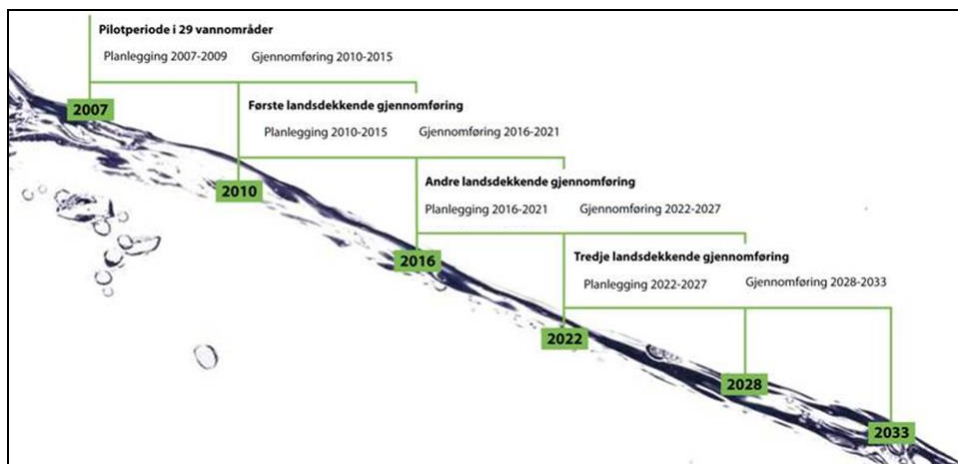 Pilotperiode i 29 vannområder
Planlegging 2007-2009 Gjennomføring 2010-2015
2007
Første landsdekkende gjennomføring
Planlegging 2010-2015 Gjennomføring 2016-2021
2010
Andre landsdekkende gjennomføring
Planlegging 2016-2021 Gjennomføring 2022-2027
2016
Tredje landsdekkende gjennomføring
Planlegging 2022-2027 Gjennomføring 2028-2033
2022
2028
2033